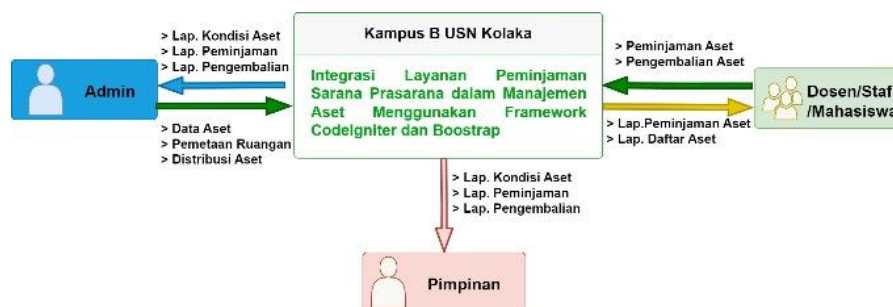 > Lap. Kondisi Aset
> Lap. Peminjaman
> Lap. Pengembalian
Admin
> Data Aset
> Pemetaan Ruangan
> Distribusi Aset
Kampus B USN Kolaka
Integrasi Layanan Peminjaman
Sarana Prasarana dalam Manajemen
Aset Menggunakan Framework
CodeIgniter dan Boostrap
> Peminjaman Aset
> Pengembalian Aset
Dosen/Staf
/Mahasiswa
> Lap.Peminjaman Aset
> Lap. Daftar Aset
> Lap. Kondisi Aset
> Lap. Peminjaman
> Lap. Pengembalian
Pimpinan